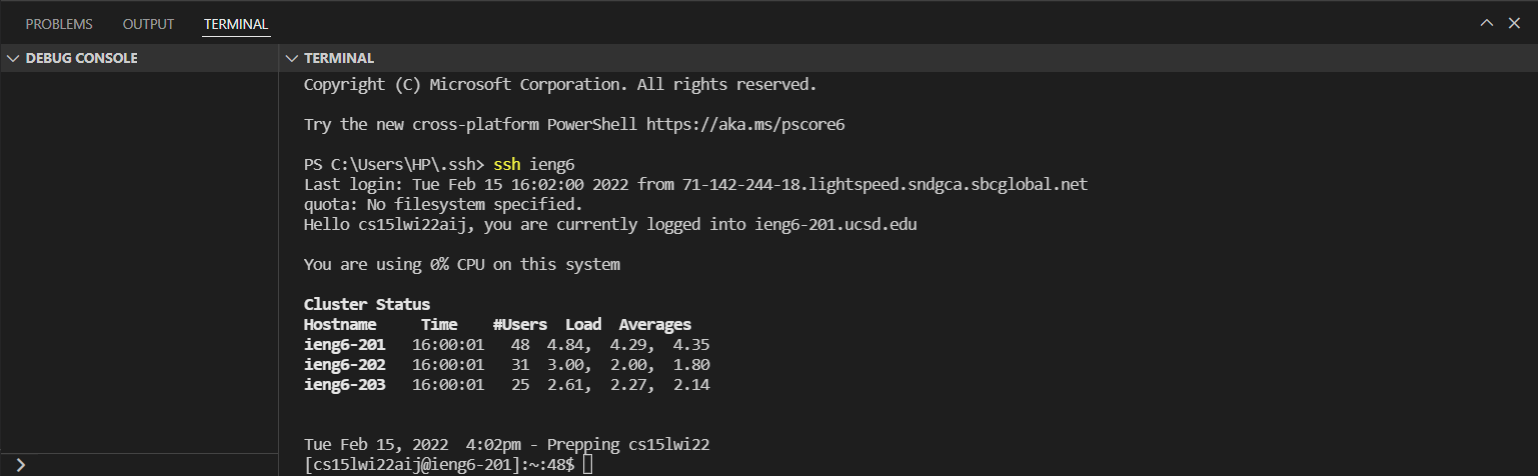 PROBLEMS OUTPUT TERMINAL
DEBUG CONSOLE
TERMINAL
Copyright (C) Microsoft Corporation. All rights reserved.
Try the new cross-platform PowerShell https://aka.ms/pscore6
PS C:\Users\HP\.ssh> ssh ieng6
Last login: Tue Feb 15 16:02:00 2022 from 71-142-244-18.lightspeed.sndgca.sbcglobal.net
quota: No filesystem specified.
Hello cs15lwi22aij, you are currently logged into ieng6-201.ucsd.edu
You are using 0% CPU on this system
Cluster Status
Hostname     Time    #Users  Load  Averages
ieng6-201   16:00:01   48  4.84,  4.29,  4.35
ieng6-202   16:00:01   31  3.00,  2.00,  1.80
ieng6-203   16:00:01   25  2.61,  2.27,  2.14
Tue Feb 15, 2022  4:02pm - Prepping cs15lwi22
[cs15lwi22aij@ieng6-201]:~:48$